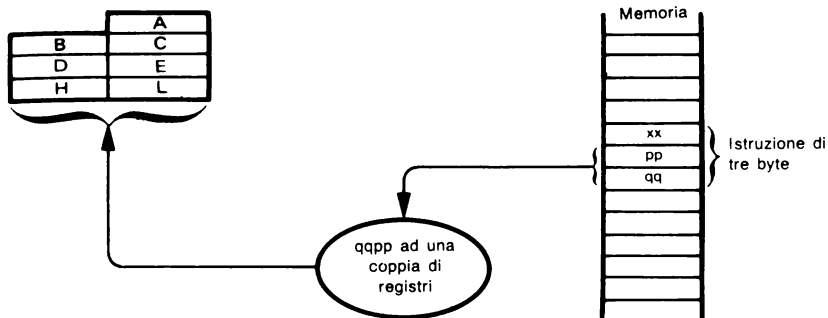 A
B C
D E
H L
Memoria
xx
pp
qq
Istruzione di
tre byte
qqpp ad una
coppia di
registri